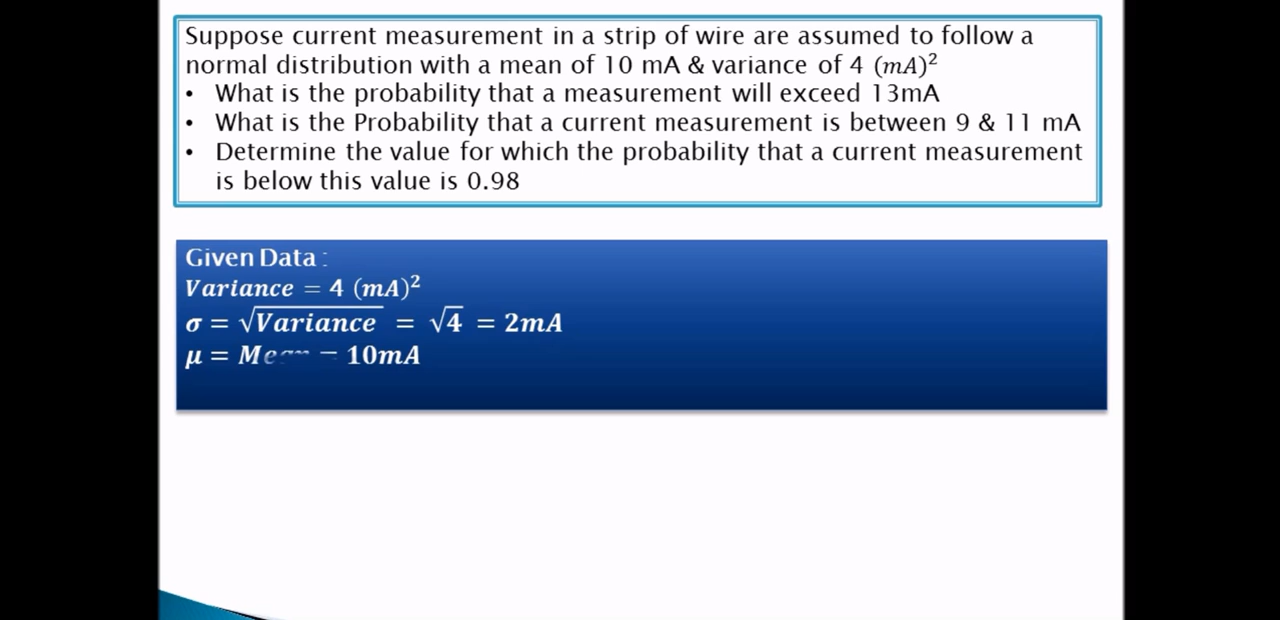 Suppose current measurement in a strip of wire are assumed to follow a
normal distribution with a mean of 10 mA & variance of 4 (mA)²
• What is the probability that a measurement will exceed 13mA
• What is the Probability that a current measurement is between 9 & 11 mA
• Determine the value for which the probability that a current measurement
is below this value is 0.98
Given Data :
Variance = 4 (mA)²
σ = √Variance = √4 = 2mA
μ = Mean = 10mA